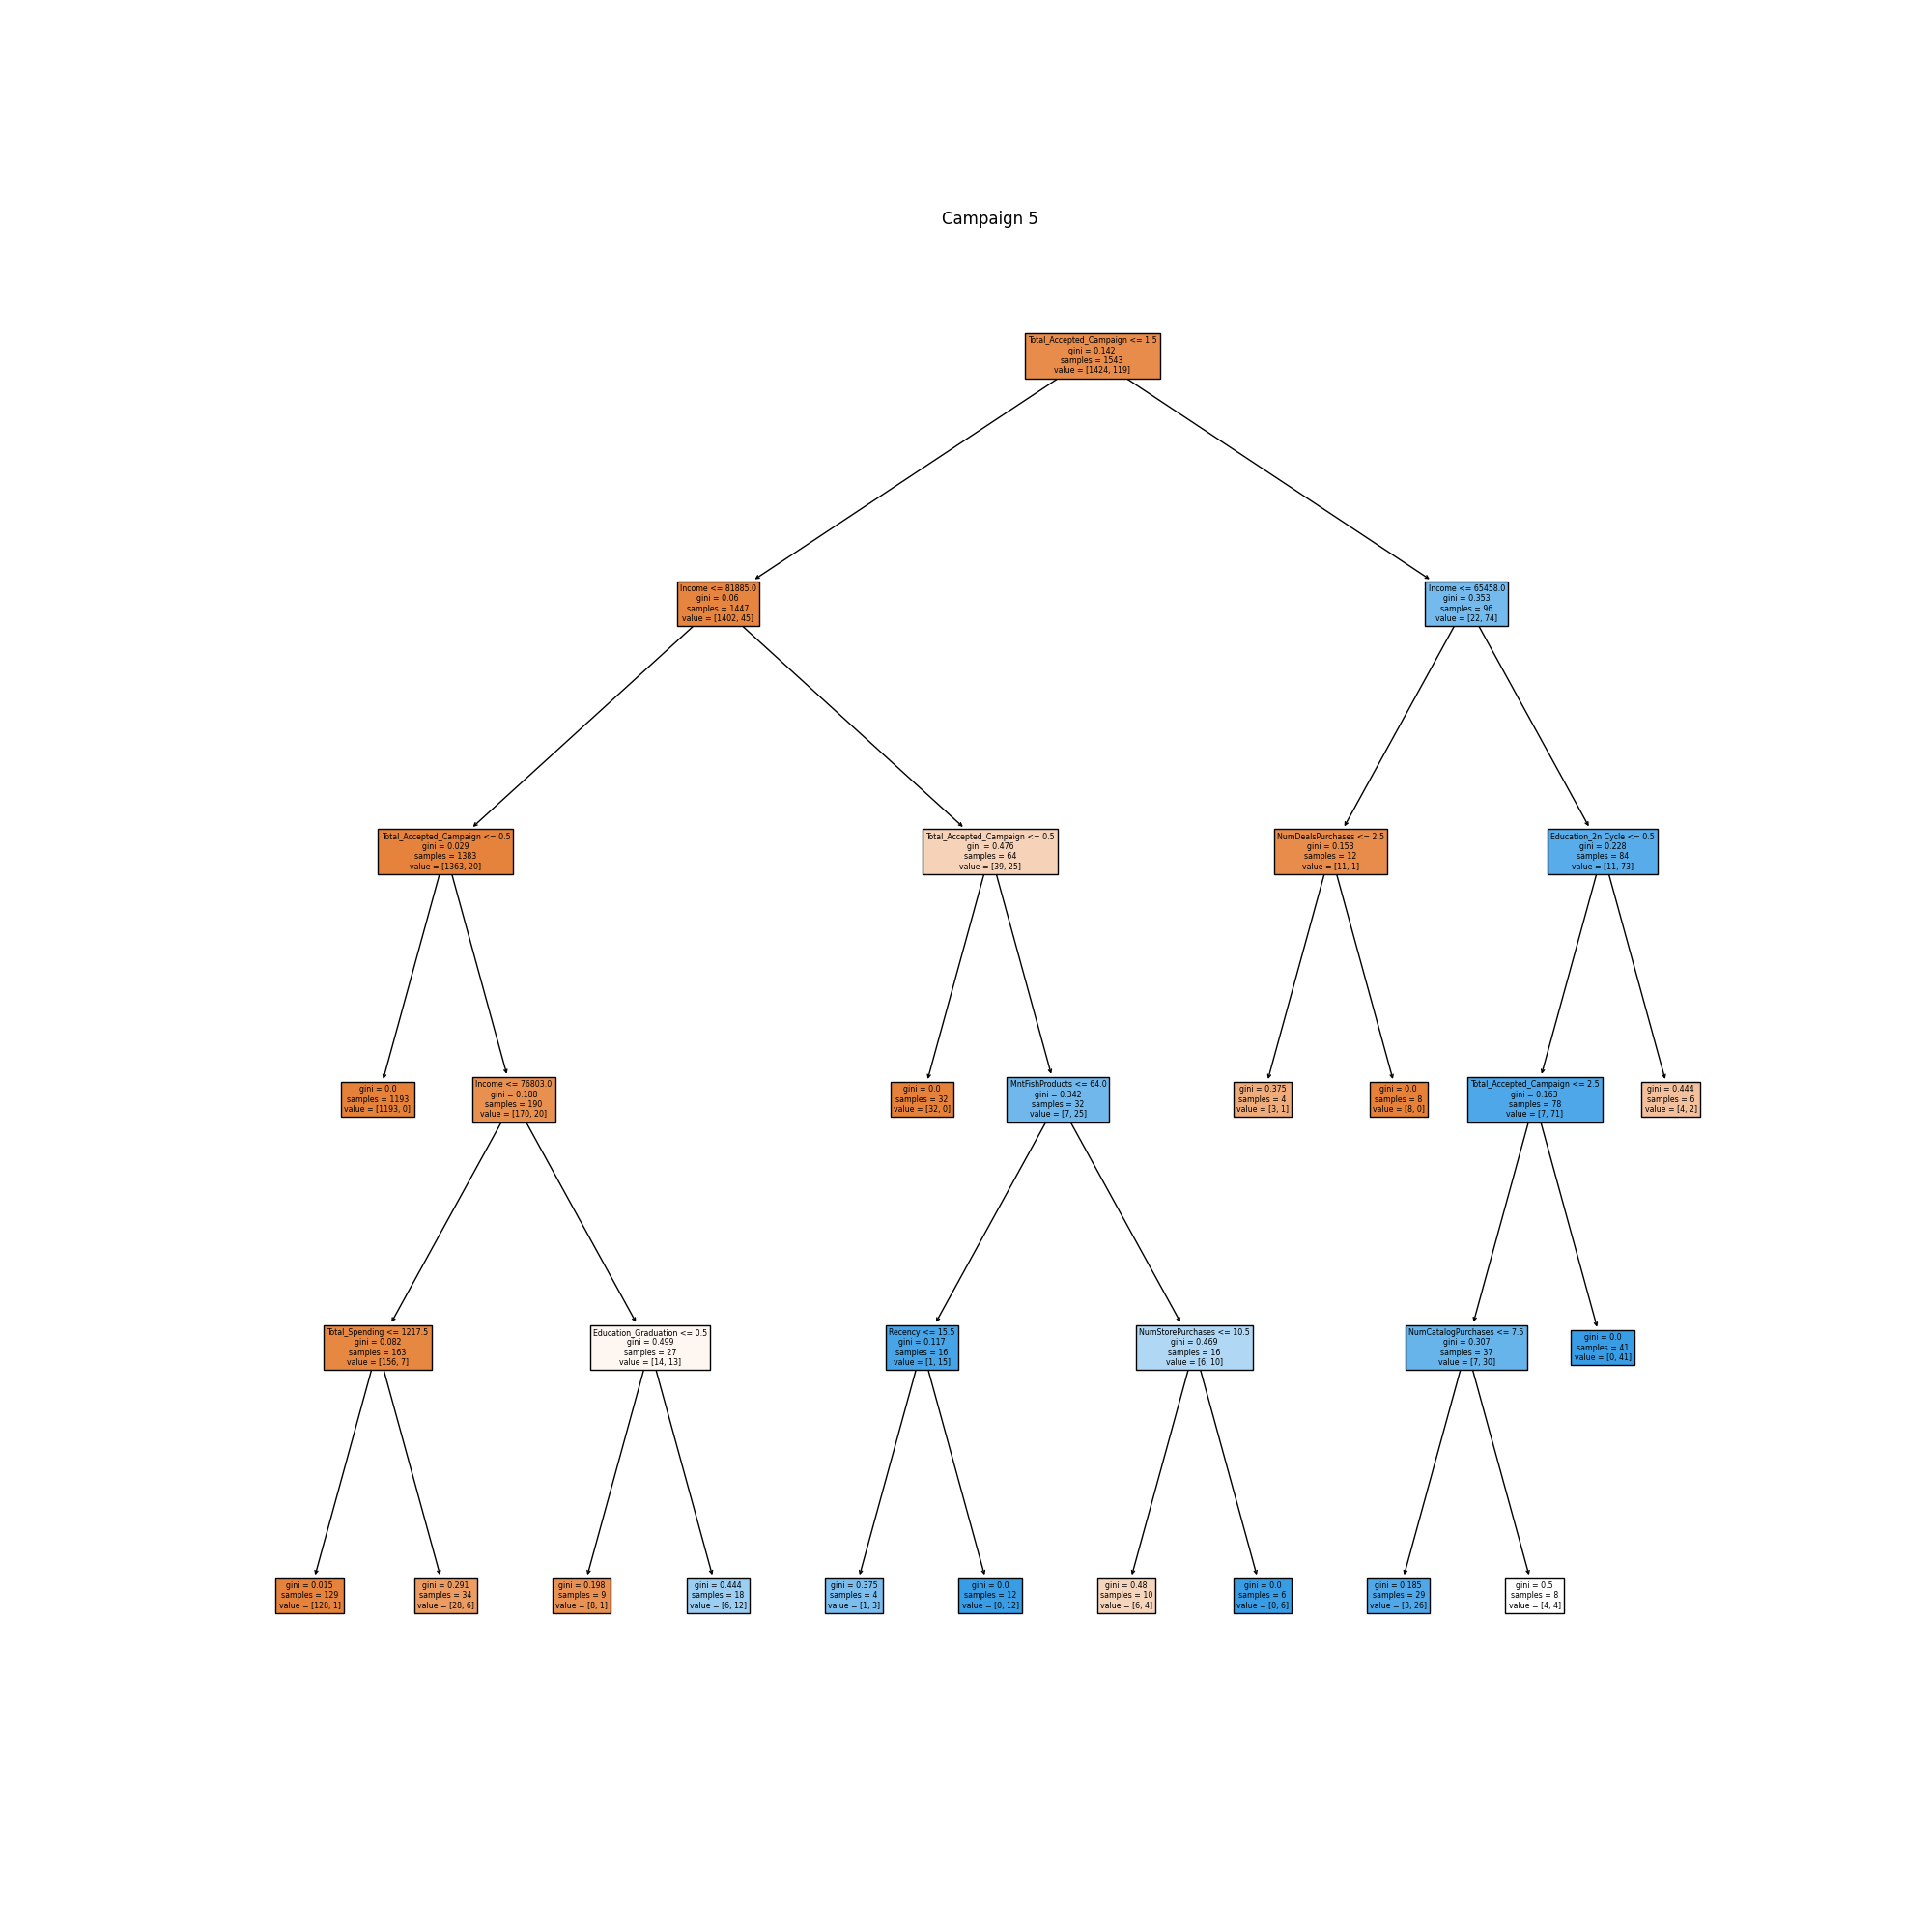 Campaign 5
Total_Accepted_Campaign <= 1.5
gini = 0.142
samples = 1543
value = [1424, 119]
Income <= 81885.0
gini = 0.06
samples = 1447
value = [1402, 45]
Income <= 65458.0
gini = 0.353
samples = 96
value = [22, 74]
Total_Accepted_Campaign <= 0.5
gini = 0.029
samples = 1383
value = [1363, 20]
Total_Accepted_Campaign <= 0.5
gini = 0.476
samples = 64
value = [39, 25]
NumDealsPurchases <= 2.5
gini = 0.153
samples = 12
value = [11, 1]
Education_2n Cycle <= 0.5
gini = 0.228
samples = 84
value = [11, 73]
gini = 0.0
samples = 1193
value = [1193, 0]
Income <= 76803.0
gini = 0.188
samples = 190
value = [170, 20]
gini = 0.0
samples = 32
value = [32, 0]
MntFishProducts <= 64.0
gini = 0.342
samples = 32
value = [7, 25]
gini = 0.375
samples = 4
value = [3, 1]
gini = 0.0
samples = 8
value = [8, 0]
Total_Accepted_Campaign <= 2.5
gini = 0.163
samples = 78
value = [7, 71]
gini = 0.444
samples = 6
value = [4, 2]
Total_Spending <= 1217.5
gini = 0.082
samples = 163
value = [156, 7]
Education_Graduation <= 0.5
gini = 0.499
samples = 27
value = [14, 13]
Recency <= 15.5
gini = 0.117
samples = 16
value = [1, 15]
NumStorePurchases <= 10.5
gini = 0.469
samples = 16
value = [6, 10]
NumCatalogPurchases <= 7.5
gini = 0.307
samples = 37
value = [7, 30]
gini = 0.0
samples = 41
value = [0, 41]
gini = 0.015
samples = 129
value = [128, 1]
gini = 0.291
samples = 34
value = [28, 6]
gini = 0.198
samples = 9
value = [8, 1]
gini = 0.444
samples = 18
value = [6, 12]
gini = 0.375
samples = 4
value = [1, 3]
gini = 0.0
samples = 12
value = [0, 12]
gini = 0.48
samples = 10
value = [6, 4]
gini = 0.0
samples = 6
value = [0, 6]
gini = 0.185
samples = 29
value = [3, 26]
gini = 0.5
samples = 8
value = [4, 4]